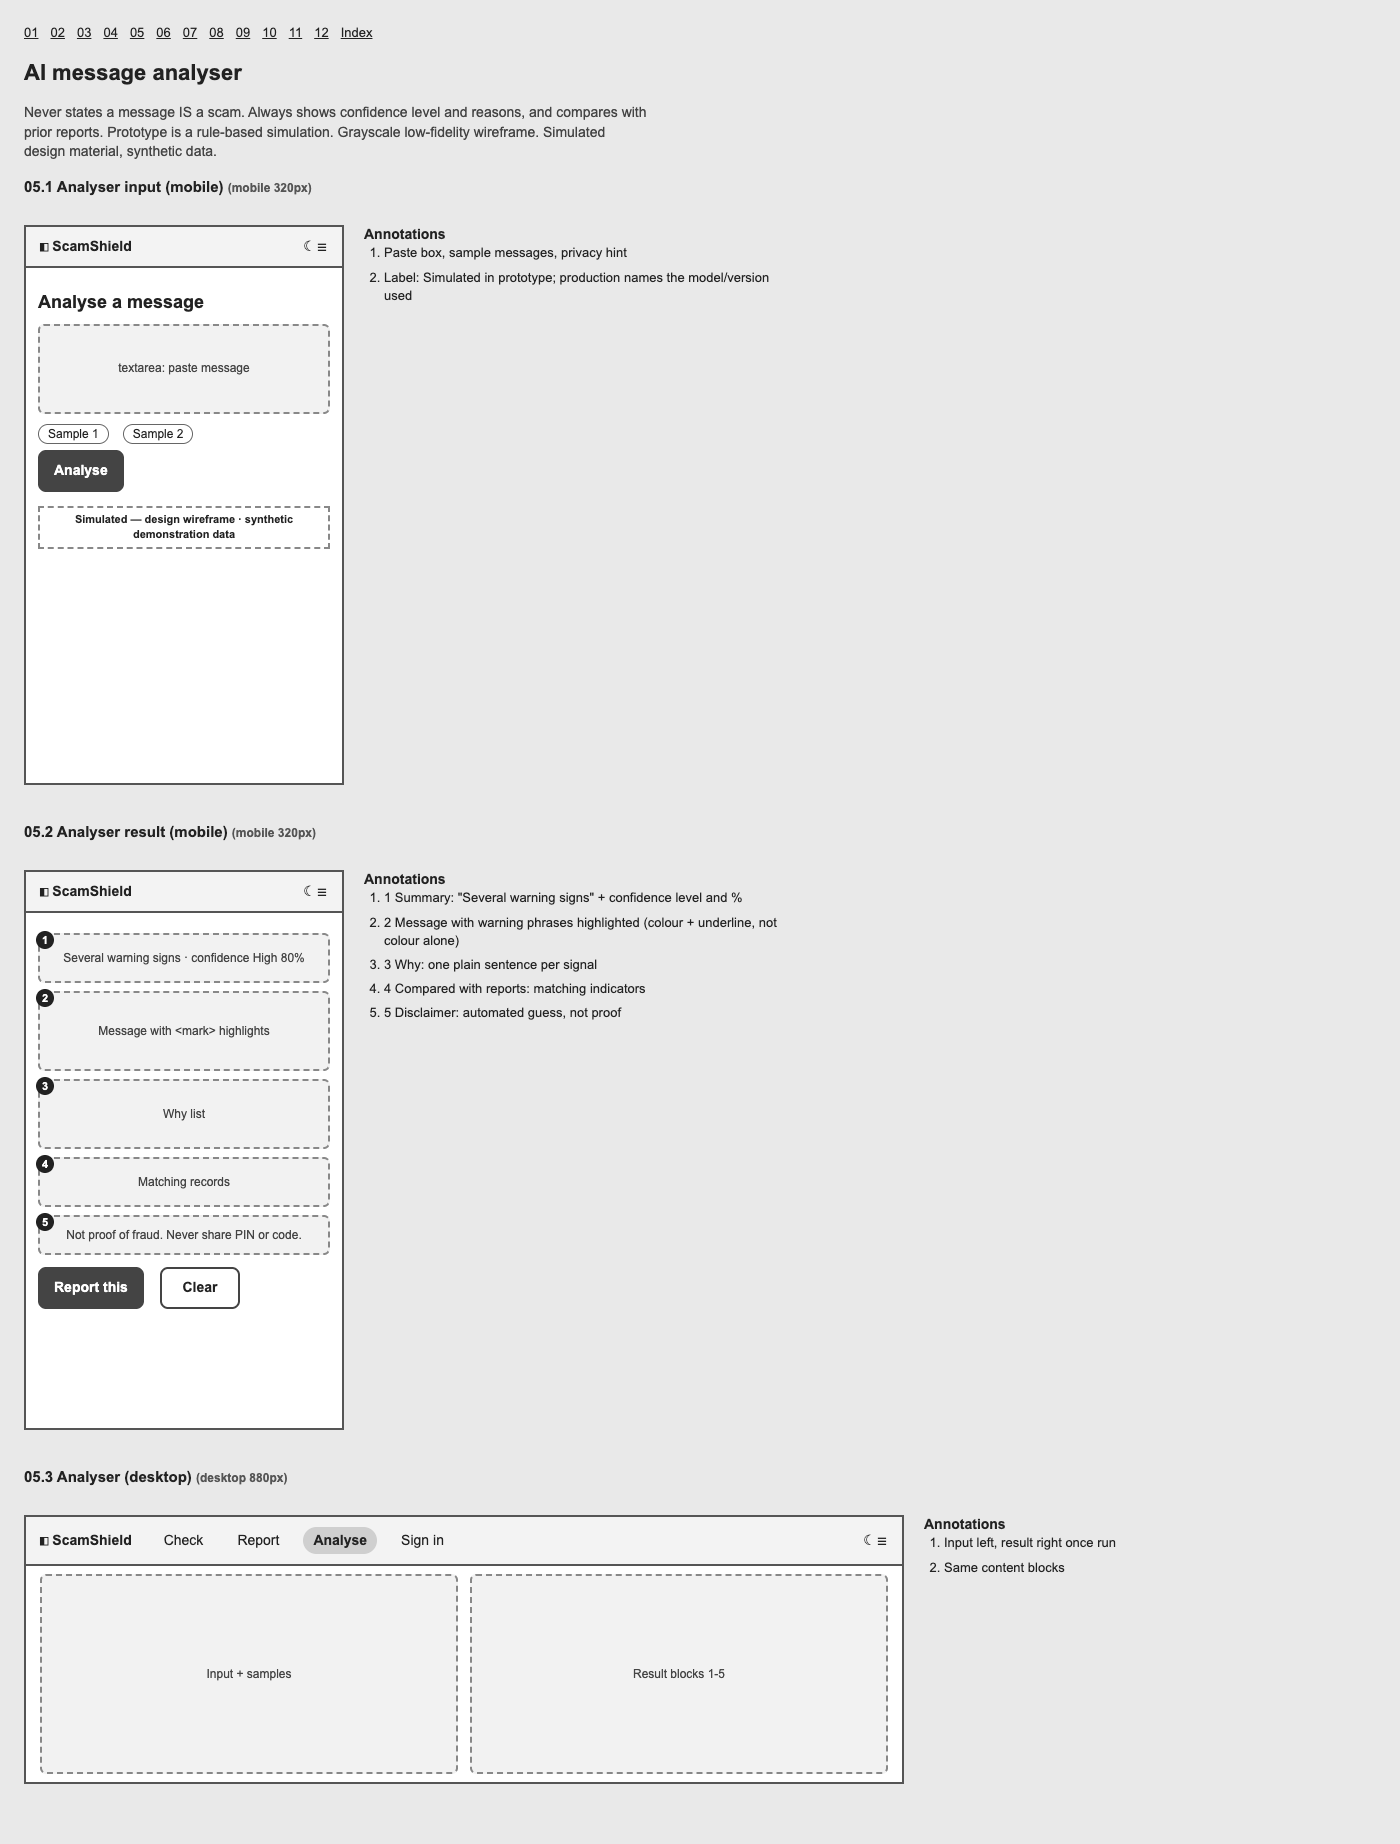 01 02 03 04 05 06 07 08 09 10 11 12 Index
AI message analyser
Never states a message IS a scam. Always shows confidence level and reasons, and compares with
prior reports. Prototype is a rule-based simulation. Grayscale low-fidelity wireframe. Simulated
design material, synthetic data.
05.1 Analyser input (mobile) (mobile 320px)
ScamShield
Analyse a message
textarea: paste message
Sample 1 Sample 2
Analyse
Simulated — design wireframe · synthetic
demonstration data
Annotations
1. Paste box, sample messages, privacy hint
2. Label: Simulated in prototype; production names the model/version
used
05.2 Analyser result (mobile) (mobile 320px)
ScamShield
1
Several warning signs · confidence High 80%
2
Message with <mark> highlights
3
Why list
4
Matching records
5
Not proof of fraud. Never share PIN or code.
Report this Clear
Annotations
1. 1 Summary: "Several warning signs" + confidence level and %
2. 2 Message with warning phrases highlighted (colour + underline, not
colour alone)
3. 3 Why: one plain sentence per signal
4. 4 Compared with reports: matching indicators
5. 5 Disclaimer: automated guess, not proof
05.3 Analyser (desktop) (desktop 880px)
ScamShield Check Report Analyse Sign in
Input + samples
Result blocks 1-5
Annotations
1. Input left, result right once run
2. Same content blocks